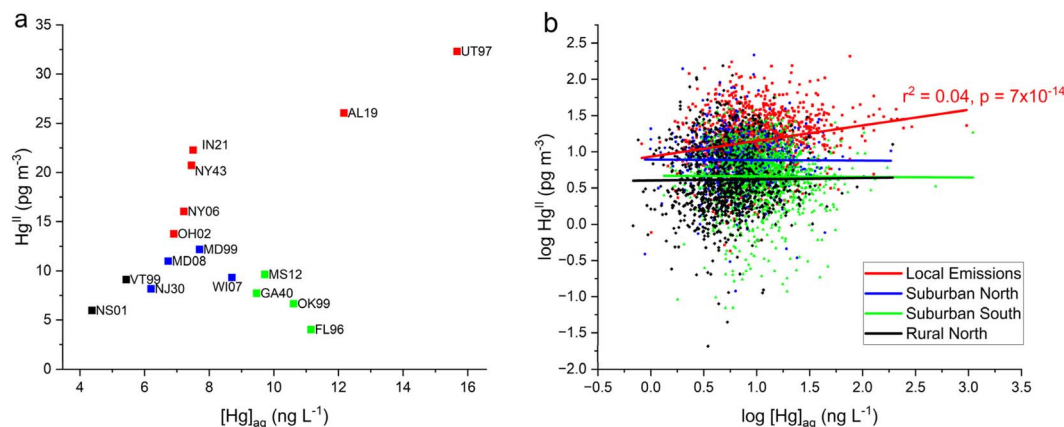 a
35
30
25
20
15
10
5
0
Hg^II (pg m^-3)
UT97
AL19
IN21
NY43
NY06
OH02
MD99
MD08
VT99
NJ30
WI07
MS12
GA40
OK99
NS01
FL96
4 6 8 10 12 14 16
[Hg]aq (ng L^-1)
b
2.5
2.0
1.5
1.0
0.5
0.0
−0.5
−1.0
−1.5
−2.0
log Hg^II (pg m^-3)
r² = 0.04, p = 7x10^-14
Local Emissions
Suburban North
Suburban South
Rural North
−0.5 0.0 0.5 1.0 1.5 2.0 2.5 3.0 3.5
log [Hg]aq (ng L^-1)